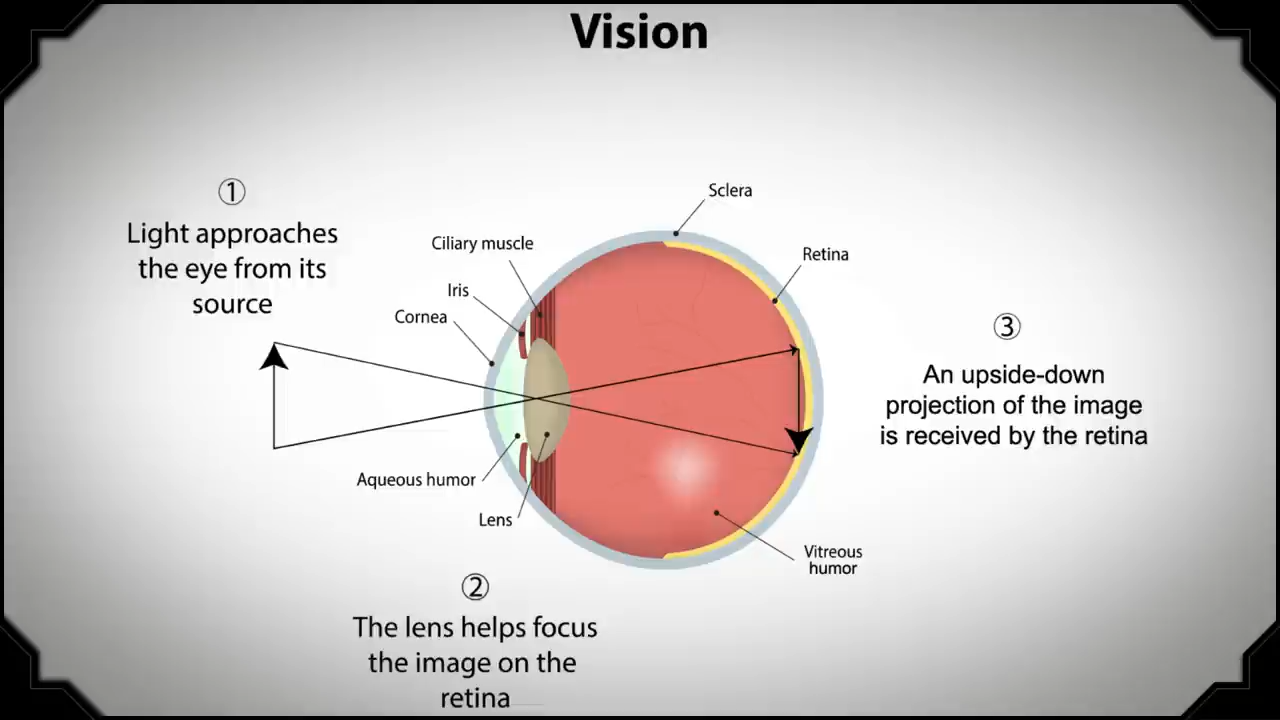 Vision
①
Light approaches
the eye from its
source
Sclera
Ciliary muscle
Retina
Iris
Cornea
③
An upside-down
projection of the image
is received by the retina
Aqueous humor
Lens
Vitreous
humor
②
The lens helps focus
the image on the
retina